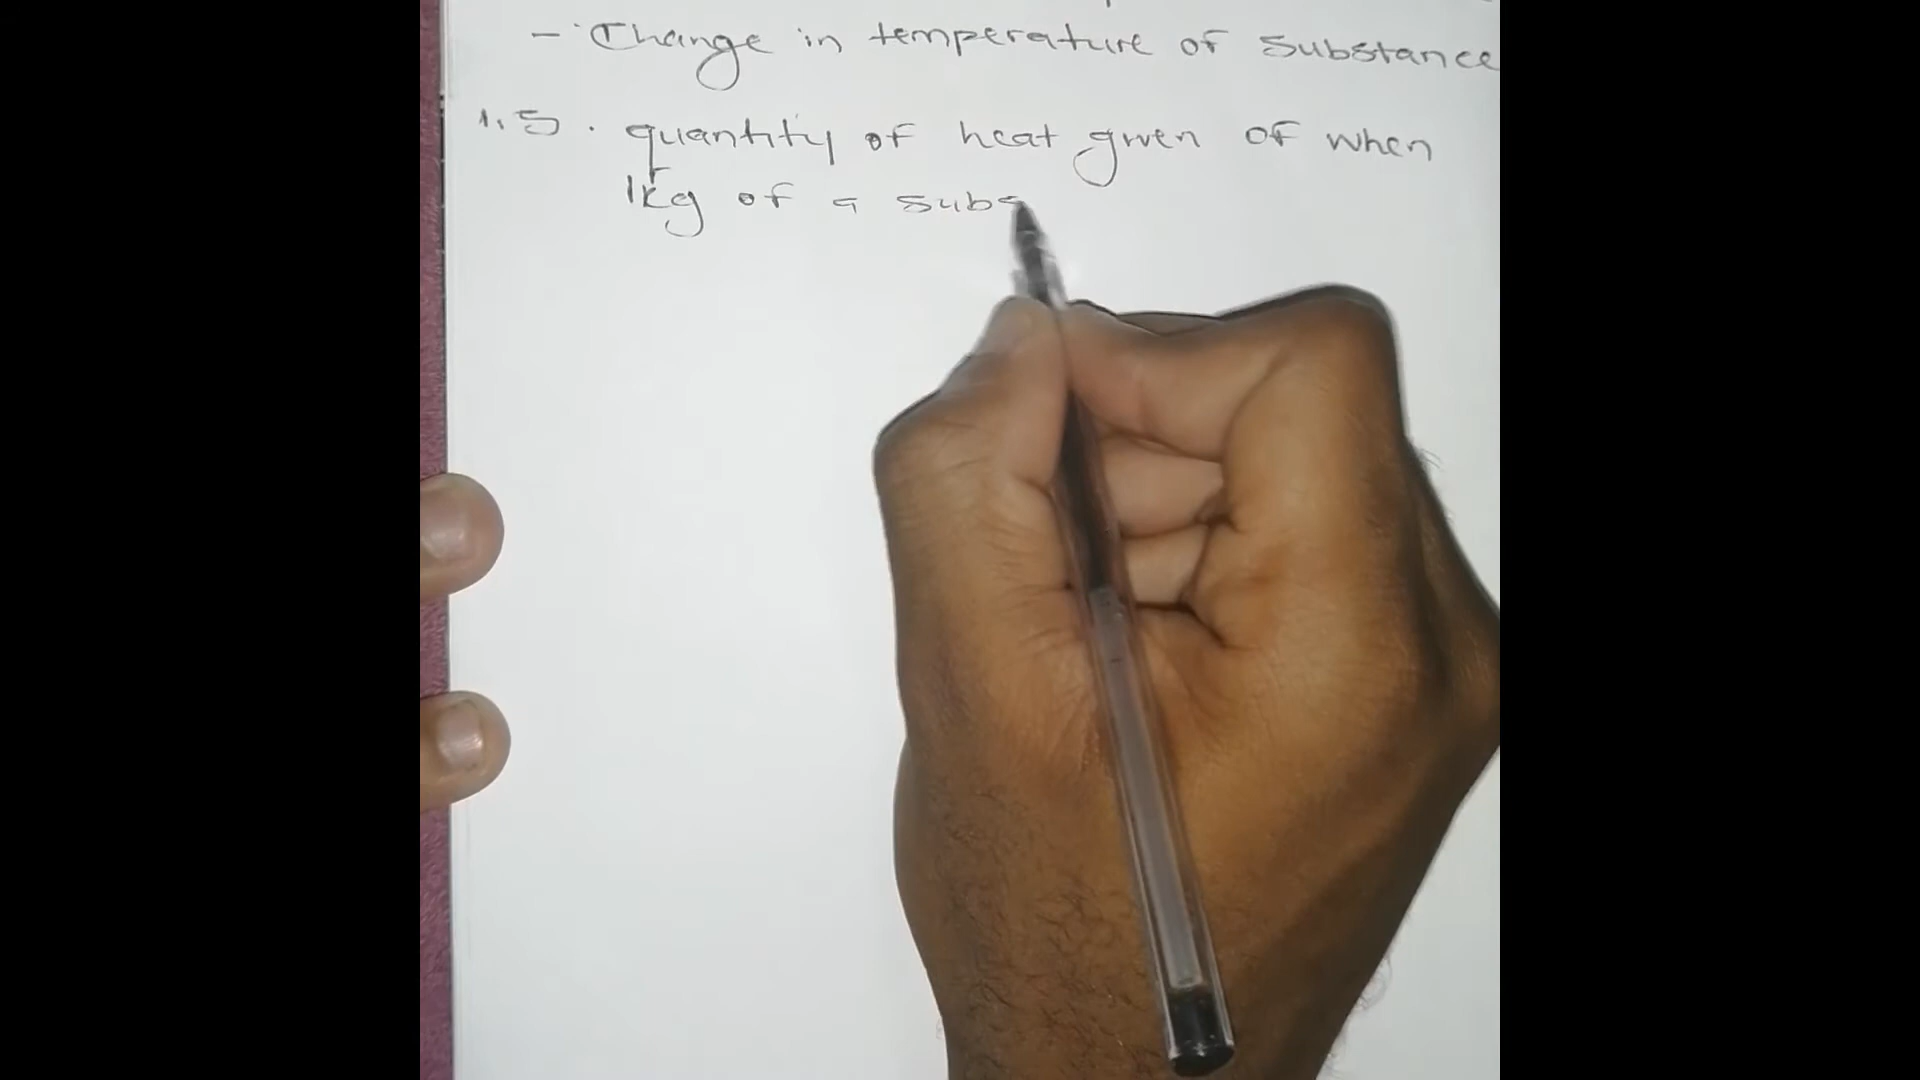 - Change in temperature of substance
1.5. quantity of heat given of when
1kg of a subs